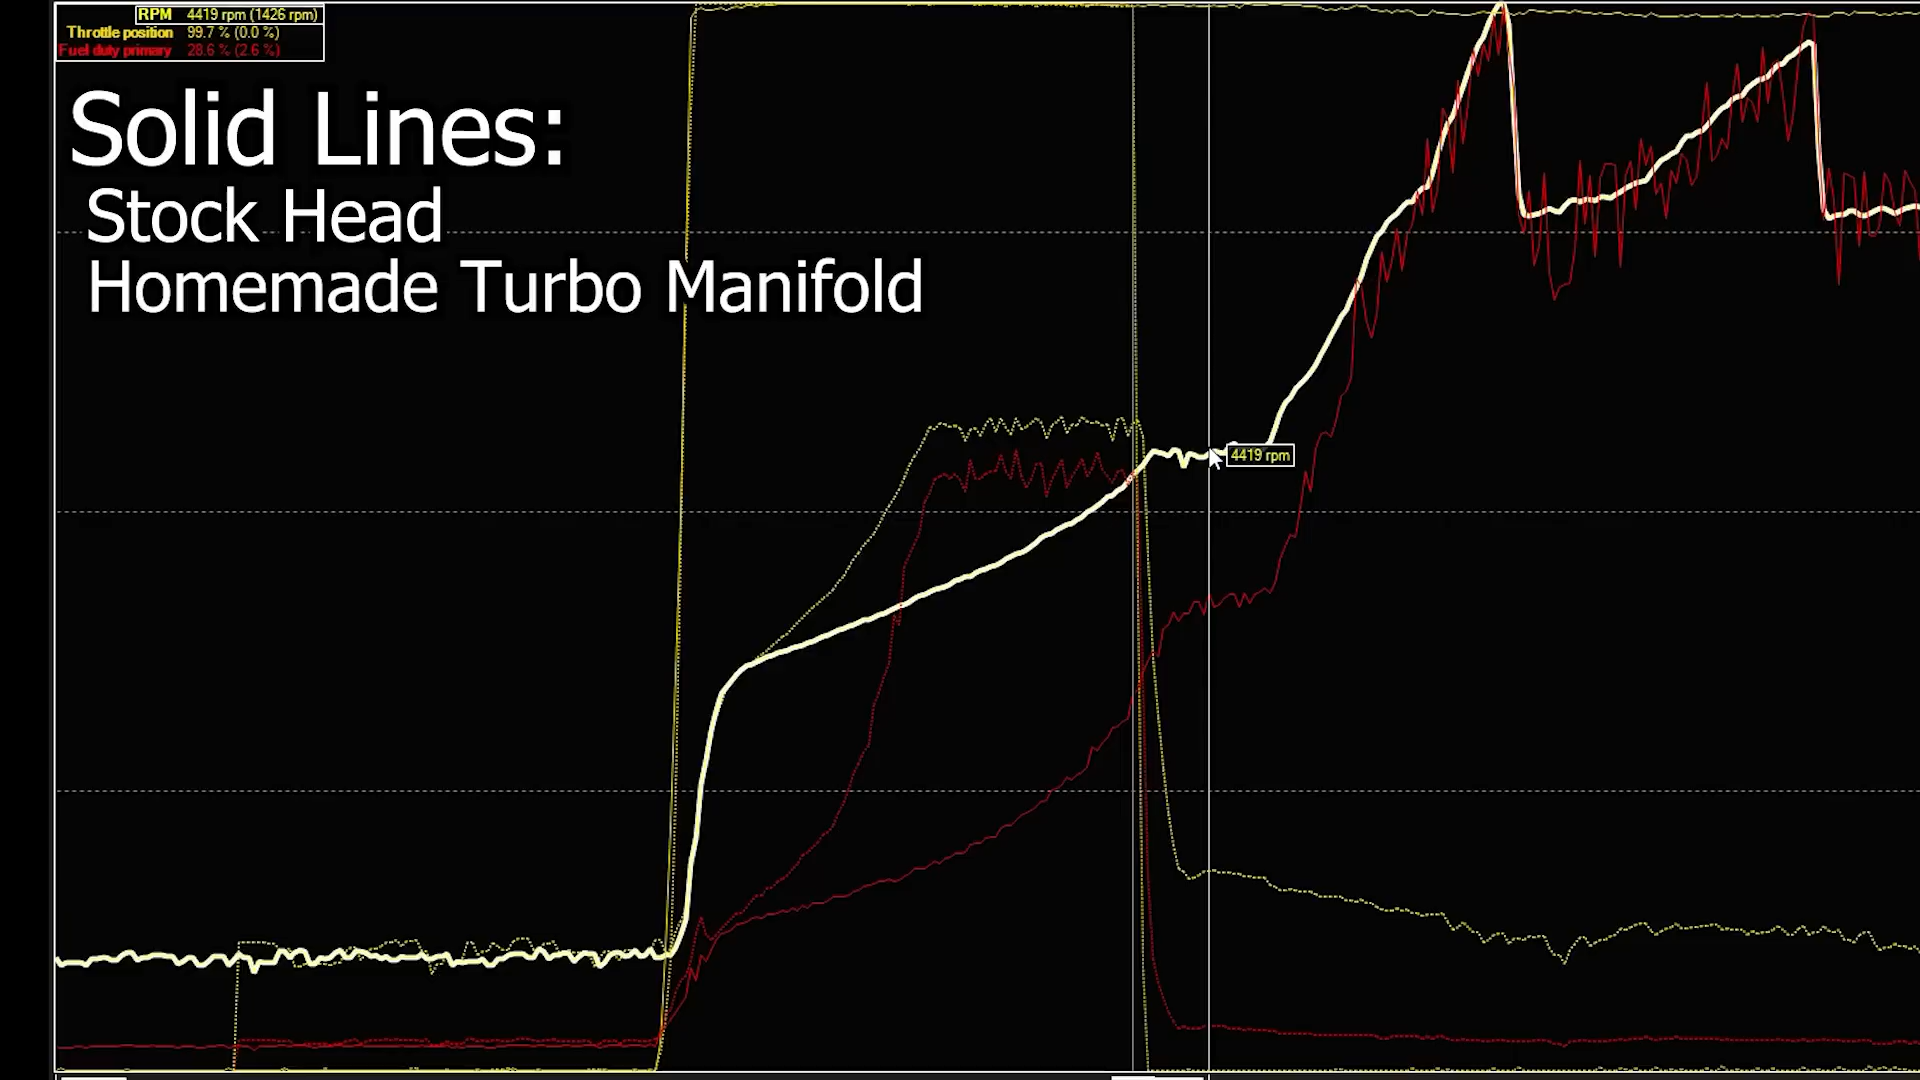 RPM 4419 rpm (1426 rpm)
Throttle position 99.7 % (0.0 %)
Fuel duty primary 28.6 % (2.6 %)
Solid Lines:
Stock Head
Homemade Turbo Manifold
4419 rpm